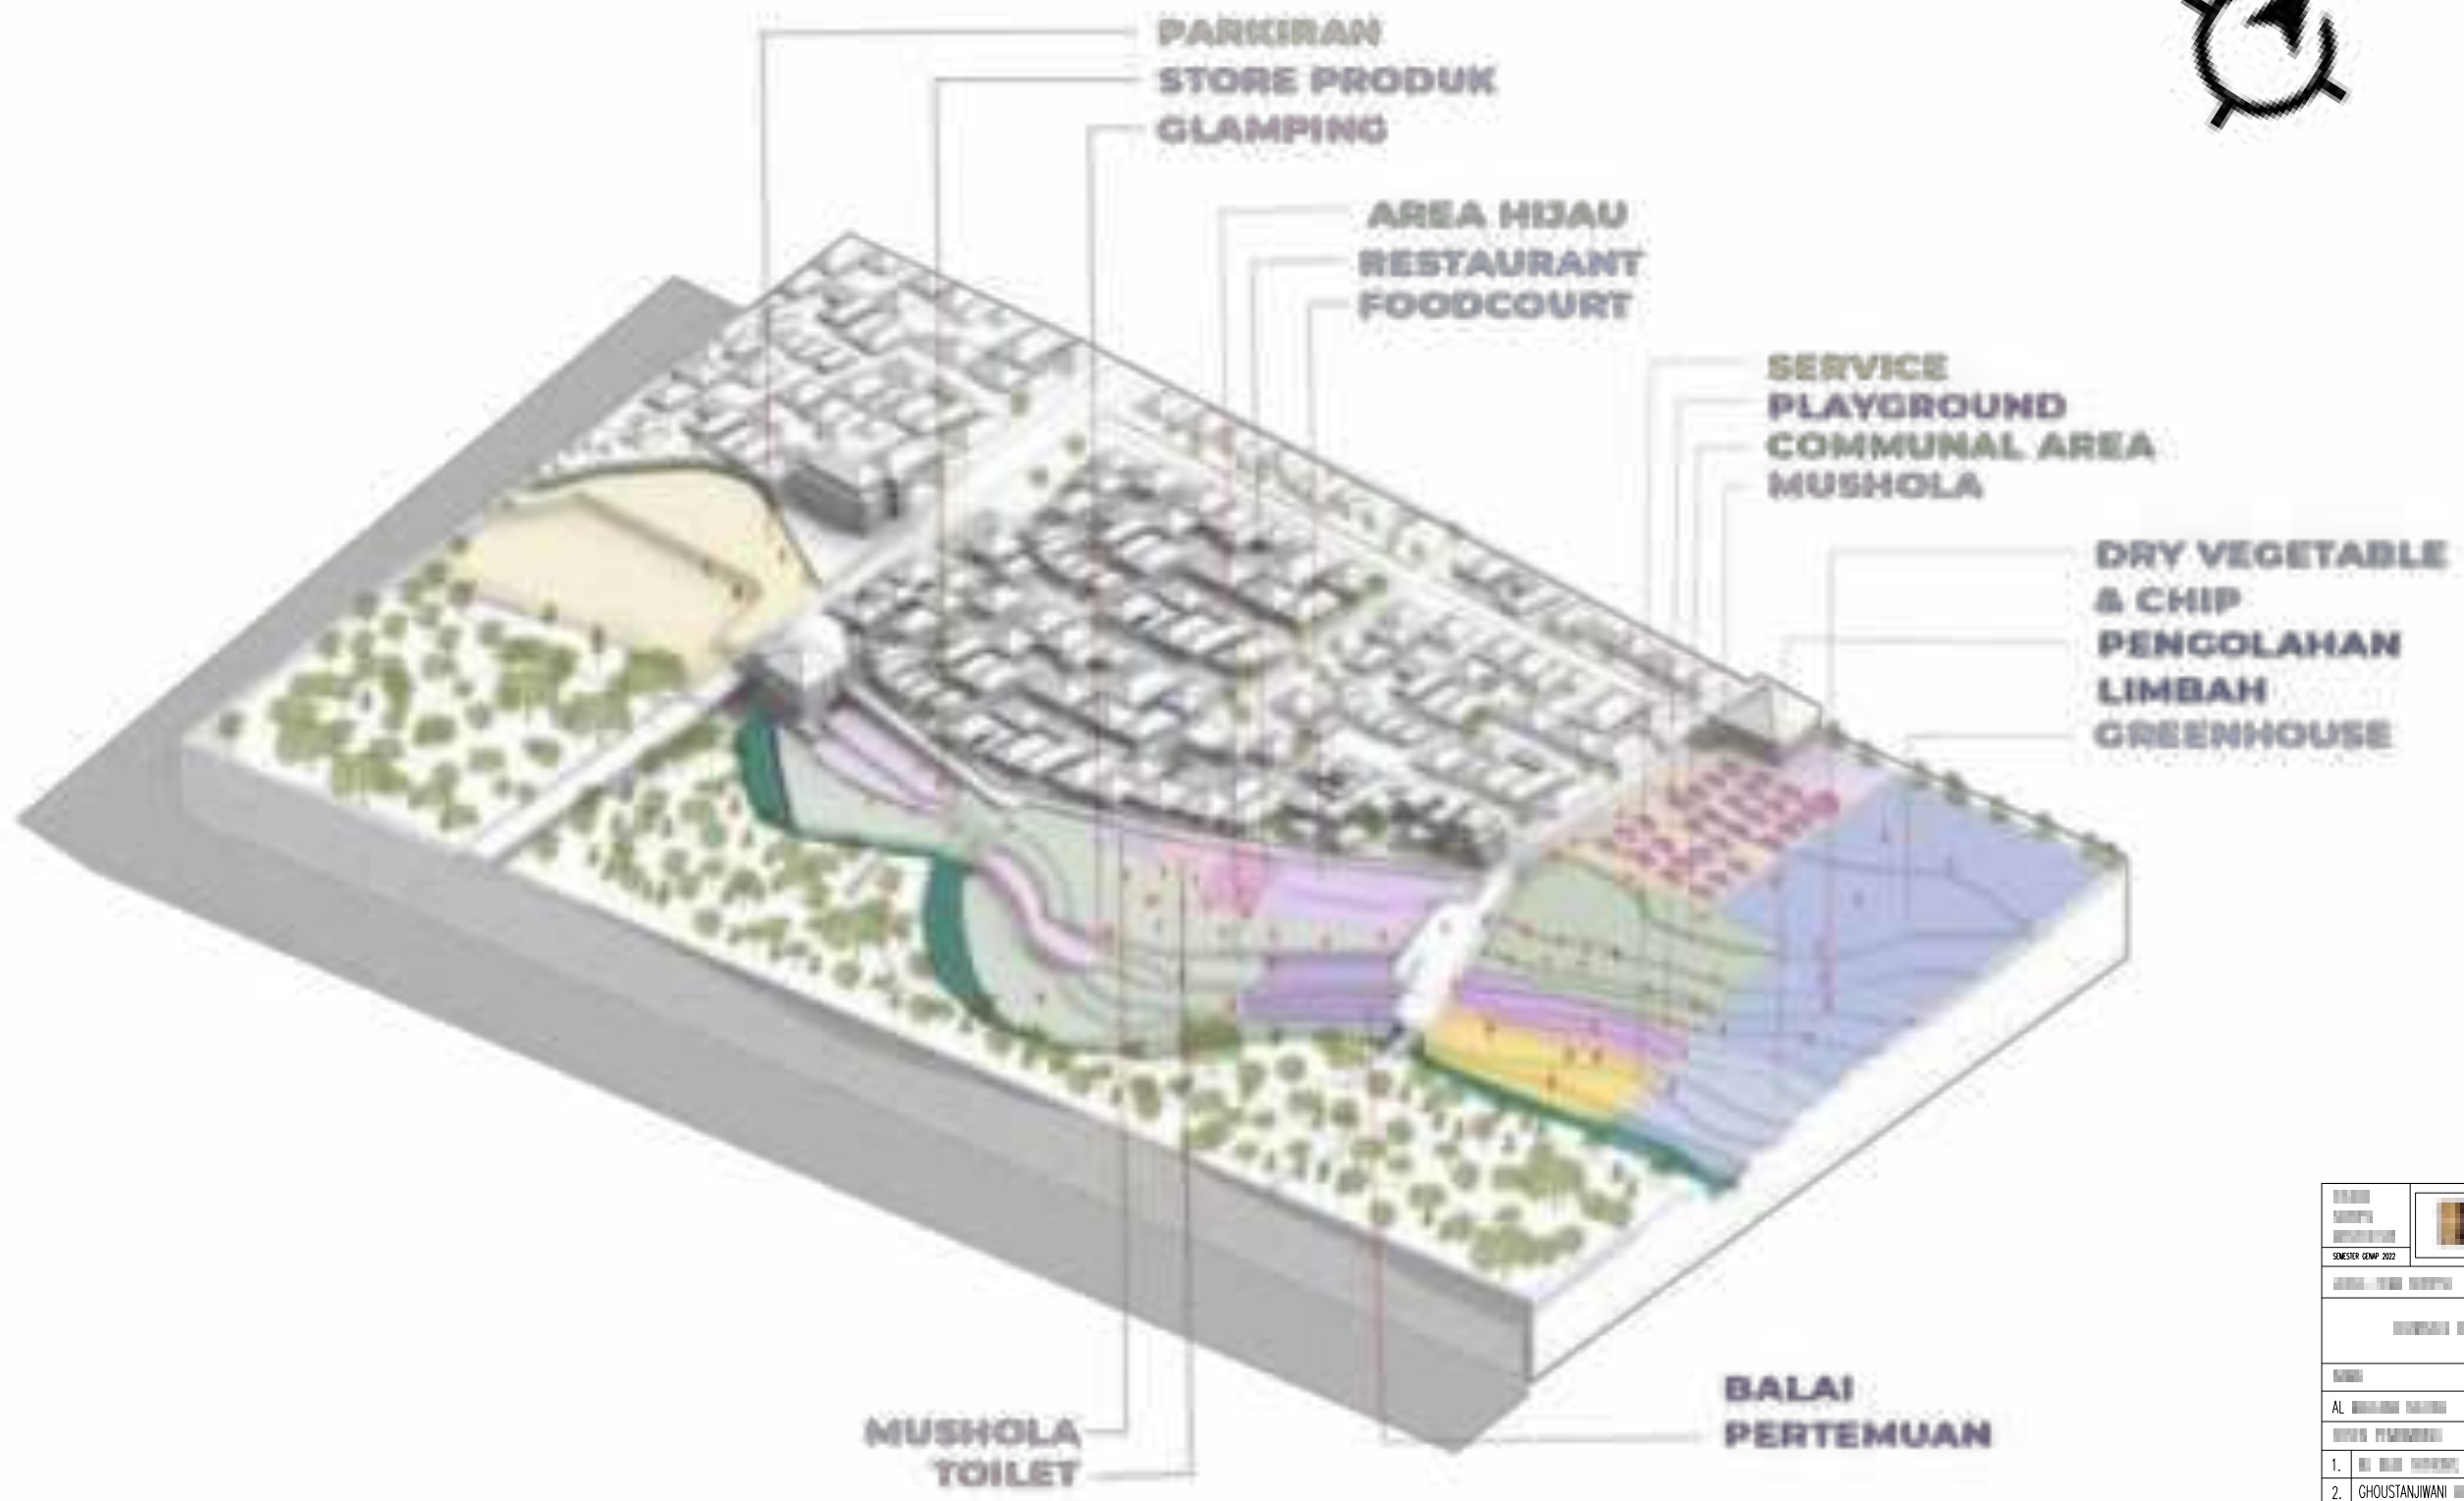 PARKIRAN
STORE PRODUK
GLAMPING
AREA HIJAU
RESTAURANT
FOODCOURT
SERVICE
PLAYGROUND
COMMUNAL AREA
MUSHOLA
DRY VEGETABLE
& CHIP
PENGOLAHAN
LIMBAH
GREENHOUSE
MUSHOLA
TOILET
BALAI
PERTEMUAN
SEMESTER GENAP 2022
AL
1.
2. GHOUSTANJIWANI